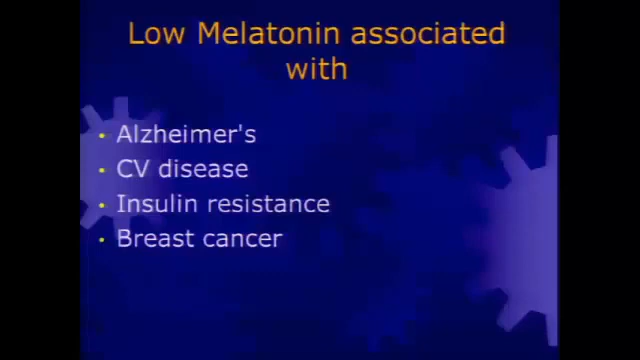 Low Melatonin associated
with
• Alzheimer's
• CV disease
• Insulin resistance
• Breast cancer